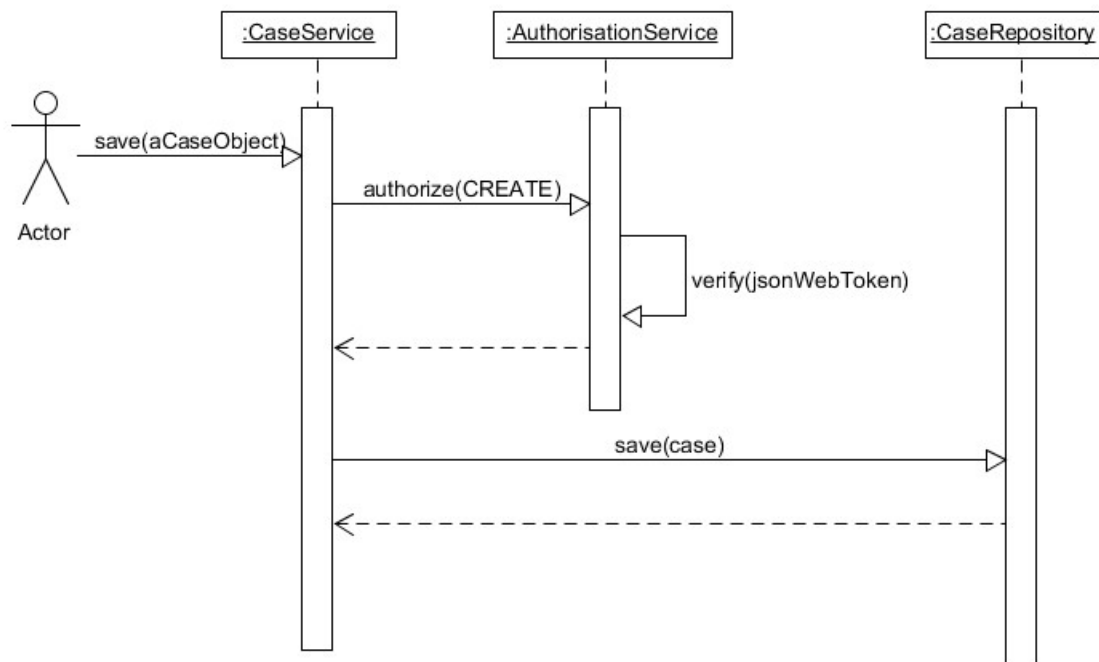 :CaseService
:AuthorisationService
:CaseRepository
save(aCaseObject)
authorize(CREATE)
Actor
verify(jsonWebToken)
save(case)